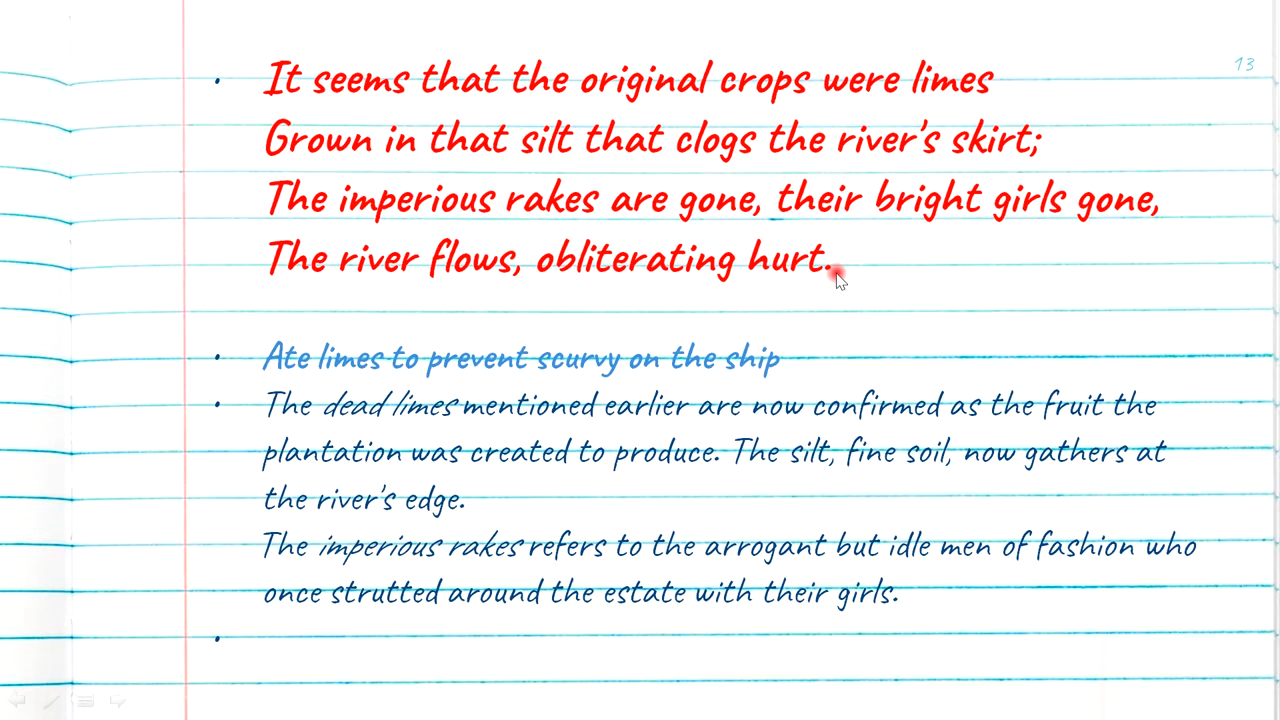 13
It seems that the original crops were limes
Grown in that silt that clogs the river's skirt;
The imperious rakes are gone, their bright girls gone,
The river flows, obliterating hurt.
Ate limes to prevent scurvy on the ship
The dead limes mentioned earlier are now confirmed as the fruit the
plantation was created to produce. The silt, fine soil, now gathers at
the river's edge.
The imperious rakes refers to the arrogant but idle men of fashion who
once strutted around the estate with their girls.